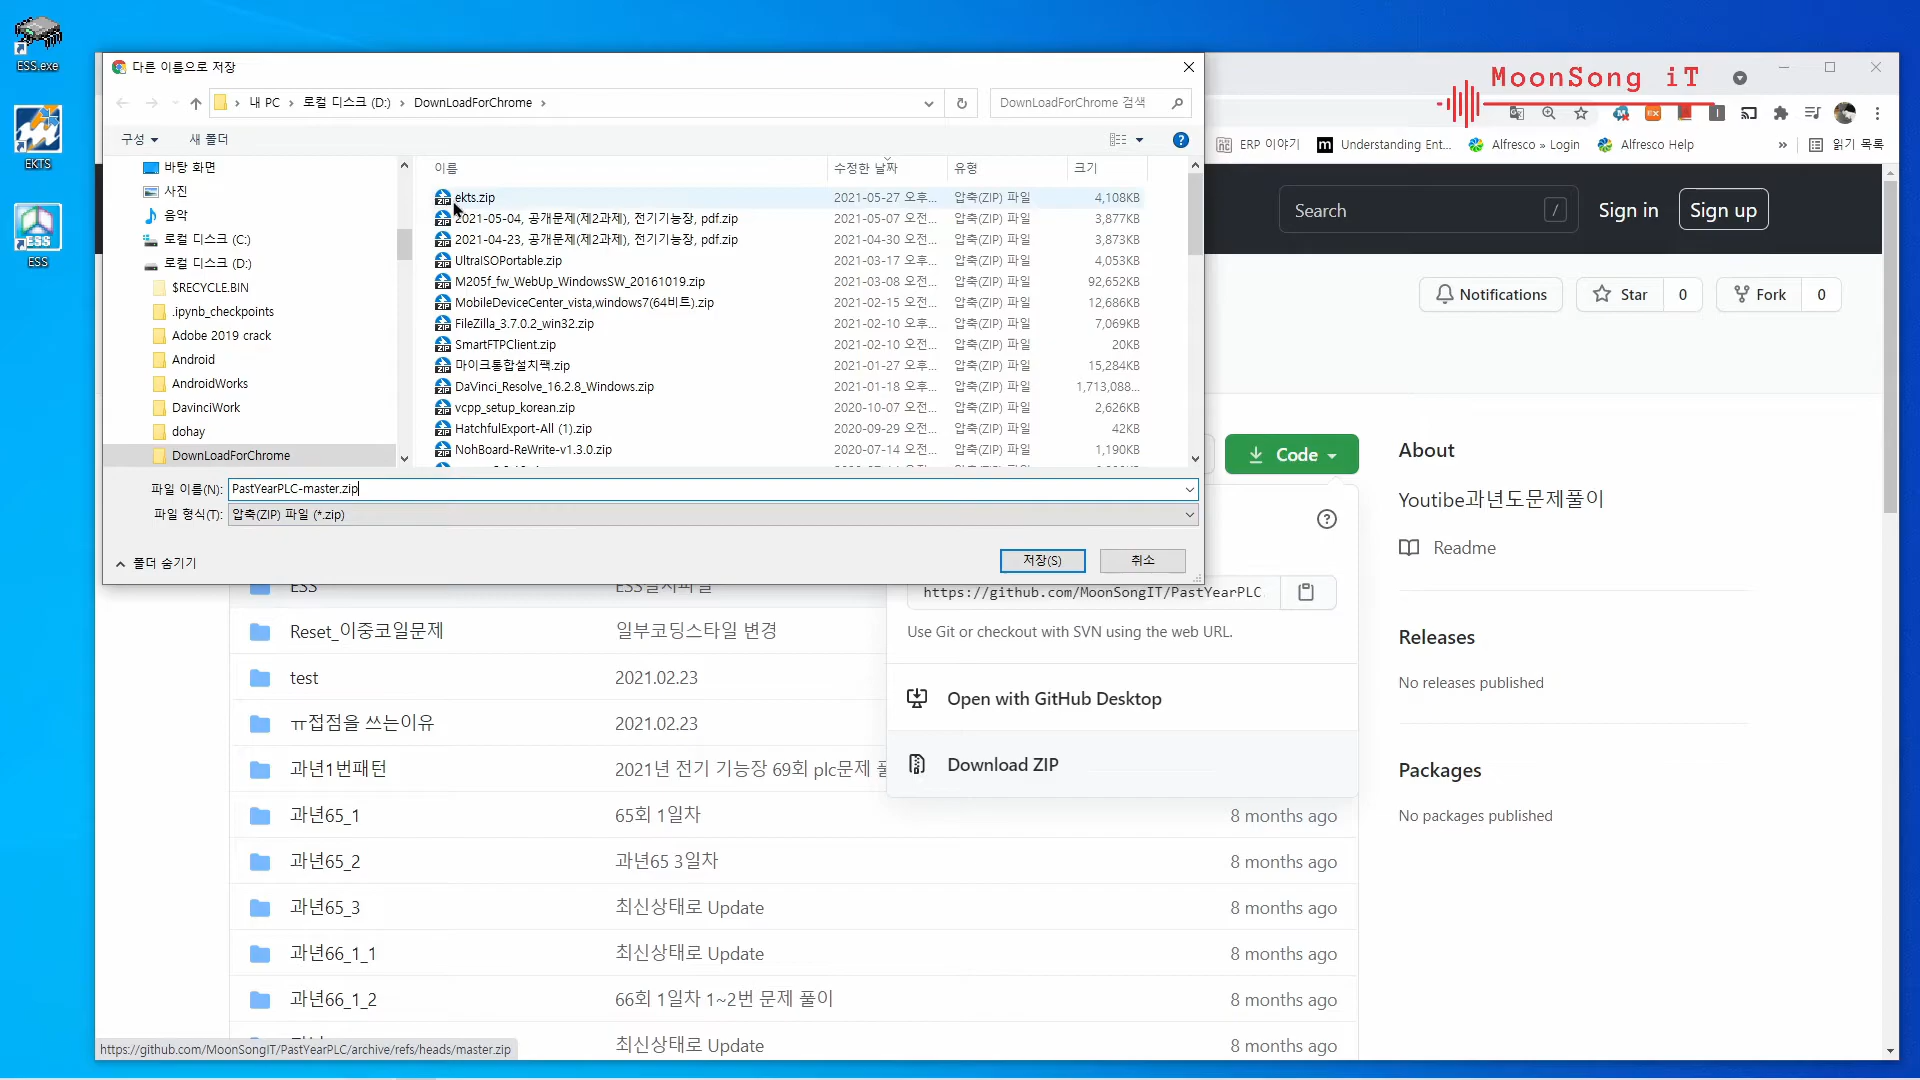 ESS.exe
EKTS
ESS
다른 이름으로 저장
내 PC › 로컬 디스크 (D:) › DownLoadForChrome ›
DownLoadForChrome 검색
구성
새 폴더
바탕 화면
사진
음악
로컬 디스크 (C:)
로컬 디스크 (D:)
$RECYCLE.BIN
.ipynb_checkpoints
Adobe 2019 crack
Android
AndroidWorks
DavinciWork
dohay
DownLoadForChrome
이름 수정한 날짜 유형 크기
ekts.zip 2021-05-27 오후... 압축(ZIP) 파일 4,108KB
2021-05-04, 공개문제(제2과제), 전기기능장, pdf.zip 2021-05-07 오전... 압축(ZIP) 파일 3,877KB
2021-04-23, 공개문제(제2과제), 전기기능장, pdf.zip 2021-04-30 오전... 압축(ZIP) 파일 3,873KB
UltraISOPortable.zip 2021-03-17 오후... 압축(ZIP) 파일 4,053KB
M205f_fw_WebUp_WindowsSW_20161019.zip 2021-03-08 오전... 압축(ZIP) 파일 92,652KB
MobileDeviceCenter_vista,windows7(64비트).zip 2021-02-15 오후... 압축(ZIP) 파일 12,686KB
FileZilla_3.7.0.2_win32.zip 2021-02-10 오후... 압축(ZIP) 파일 7,069KB
SmartFTPClient.zip 2021-02-10 오전... 압축(ZIP) 파일 20KB
마이크통합설치팩.zip 2021-01-27 오후... 압축(ZIP) 파일 15,284KB
DaVinci_Resolve_16.2.8_Windows.zip 2021-01-18 오후... 압축(ZIP) 파일 1,713,088...
vcpp_setup_korean.zip 2020-10-07 오전... 압축(ZIP) 파일 2,626KB
HatchfulExport-All (1).zip 2020-09-29 오전... 압축(ZIP) 파일 42KB
NohBoard-ReWrite-v1.3.0.zip 2020-07-14 오전... 압축(ZIP) 파일 1,190KB
파일 이름(N): PastYearPLC-master.zip
파일 형식(T): 압축(ZIP) 파일 (*.zip)
폴더 숨기기
저장(S)
취소
MoonSong iT
ERP 이야기
Understanding Ent...
Alfresco » Login
Alfresco Help
»
읽기 목록
Search /
Sign in
Sign up
Notifications
Star 0
Fork 0
Code
About
Youtibe과년도문제풀이
Readme
Releases
No releases published
Packages
No packages published
https://github.com/MoonSongIT/PastYearPLC.
Use Git or checkout with SVN using the web URL.
Open with GitHub Desktop
Download ZIP
ESS ESS설치파일
Reset_이중코일문제 일부코딩스타일 변경
test 2021.02.23
ㅠ접점을 쓰는이유 2021.02.23
과년1번패턴 2021년 전기 기능장 69회 plc문제 풀
과년65_1 65회 1일차 8 months ago
과년65_2 과년65 3일차 8 months ago
과년65_3 최신상태로 Update 8 months ago
과년66_1_1 최신상태로 Update 8 months ago
과년66_1_2 66회 1일차 1~2번 문제 풀이 8 months ago
최신상태로 Update 8 months ago
https://github.com/MoonSongIT/PastYearPLC/archive/refs/heads/master.zip